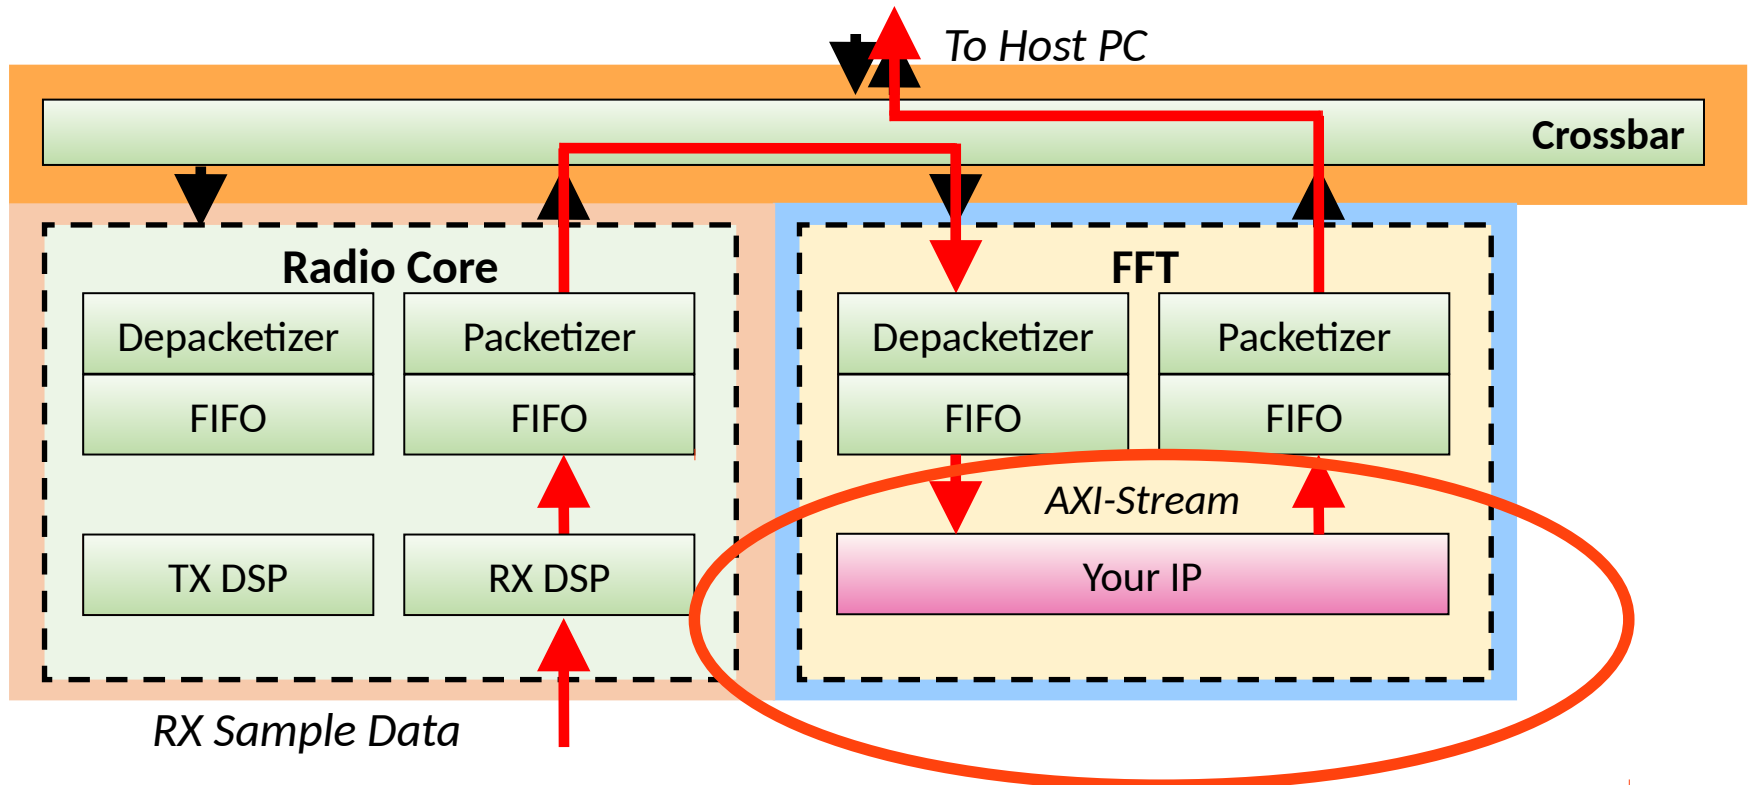 To Host PC
Crossbar
Radio Core
FFT
Depacketizer
Packetizer
Depacketizer
Packetizer
FIFO
FIFO
FIFO
FIFO
AXI-Stream
TX DSP
RX DSP
Your IP
RX Sample Data